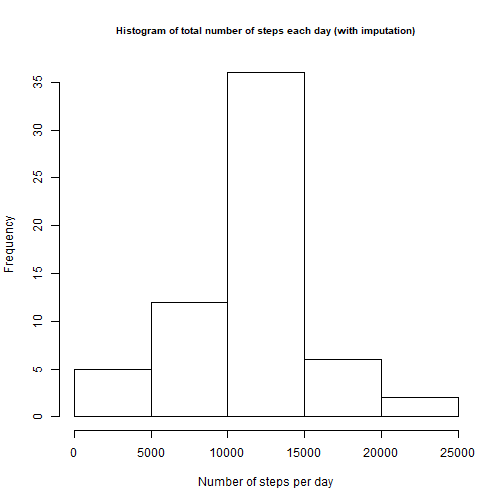 Histogram of total number of steps each day (with imputation)
Frequency
35
30
25
20
15
10
5
0
0 5000 10000 15000 20000 25000
Number of steps per day